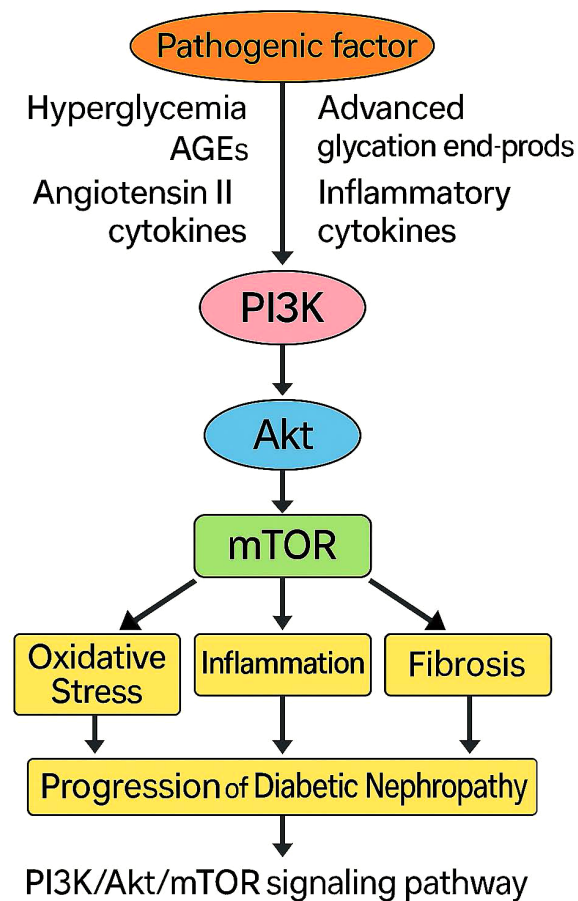 Pathogenic factor
Hyperglycemia
AGEs
Angiotensin II
cytokines
Advanced
glycation end-prods
Inflammatory
cytokines
PI3K
Akt
mTOR
Oxidative
Stress
Inflammation
Fibrosis
Progression of Diabetic Nephropathy
PI3K/Akt/mTOR signaling pathway